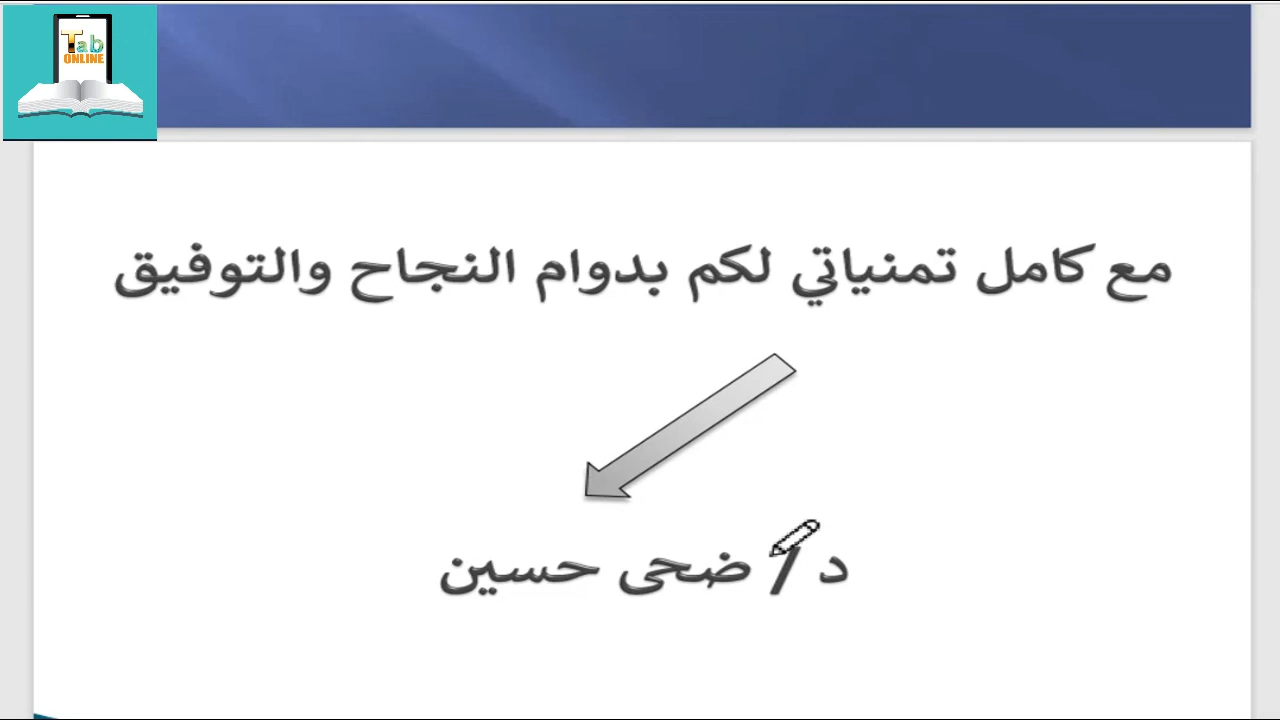 Tab
ONLINE
مع كامل تمنياتي لكم بدوام النجاح والتوفيق
د / ضحى حسين